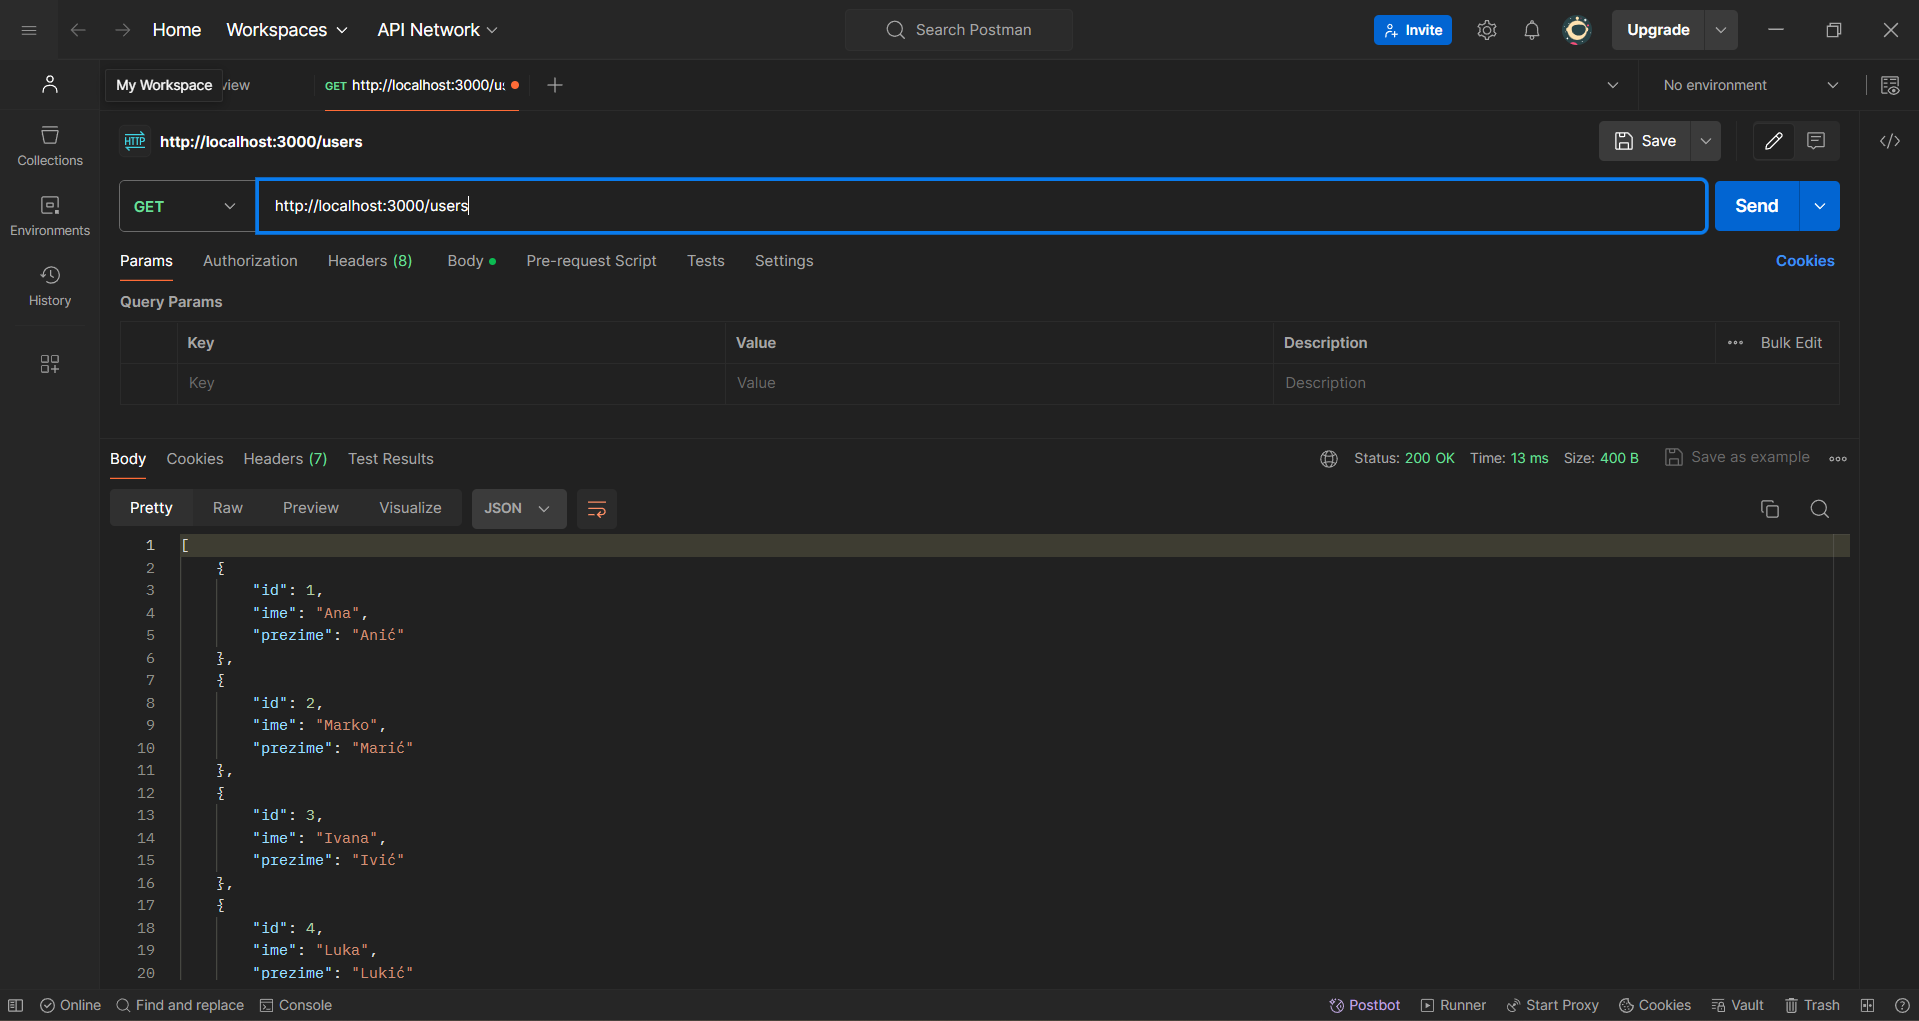 Home Workspaces API Network Search Postman Invite Upgrade
My Workspace view GET http://localhost:3000/us No environment
HTTP http://localhost:3000/users Save
Collections
Environments
History
GET http://localhost:3000/users Send
Params Authorization Headers (8) Body Pre-request Script Tests Settings Cookies
Query Params
Key Value Description Bulk Edit
Key Value Description
Body Cookies Headers (7) Test Results Status: 200 OK Time: 13 ms Size: 400 B Save as example
Pretty Raw Preview Visualize JSON
1 [
2 {
3 "id": 1,
4 "ime": "Ana",
5 "prezime": "Anić"
6 },
7 {
8 "id": 2,
9 "ime": "Marko",
10 "prezime": "Marić"
11 },
12 {
13 "id": 3,
14 "ime": "Ivana",
15 "prezime": "Ivić"
16 },
17 {
18 "id": 4,
19 "ime": "Luka",
20 "prezime": "Lukić"
Online Find and replace Console Postbot Runner Start Proxy Cookies Vault Trash